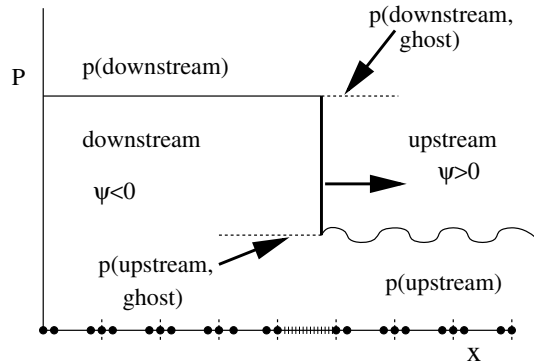 p(downstream,
ghost)
p(downstream)
P
downstream
upstream
ψ<0
ψ>0
p(upstream,
ghost)
p(upstream)
x